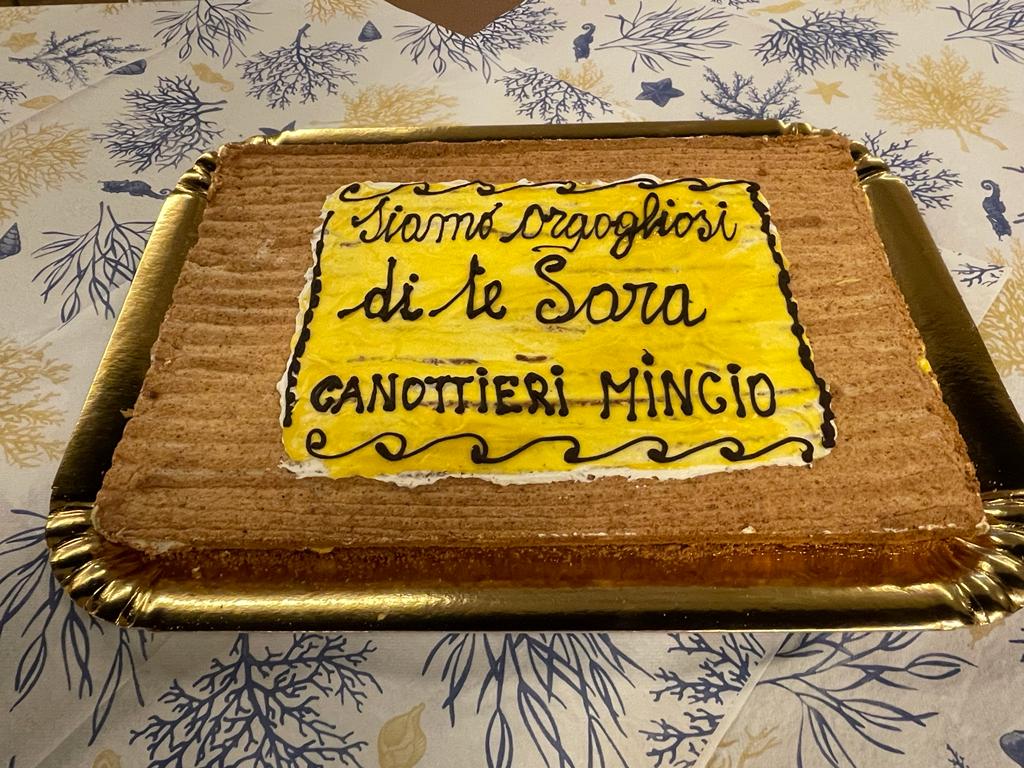 Siamo orgogliosi
di te Sara
CANOTTIERI MINCIO